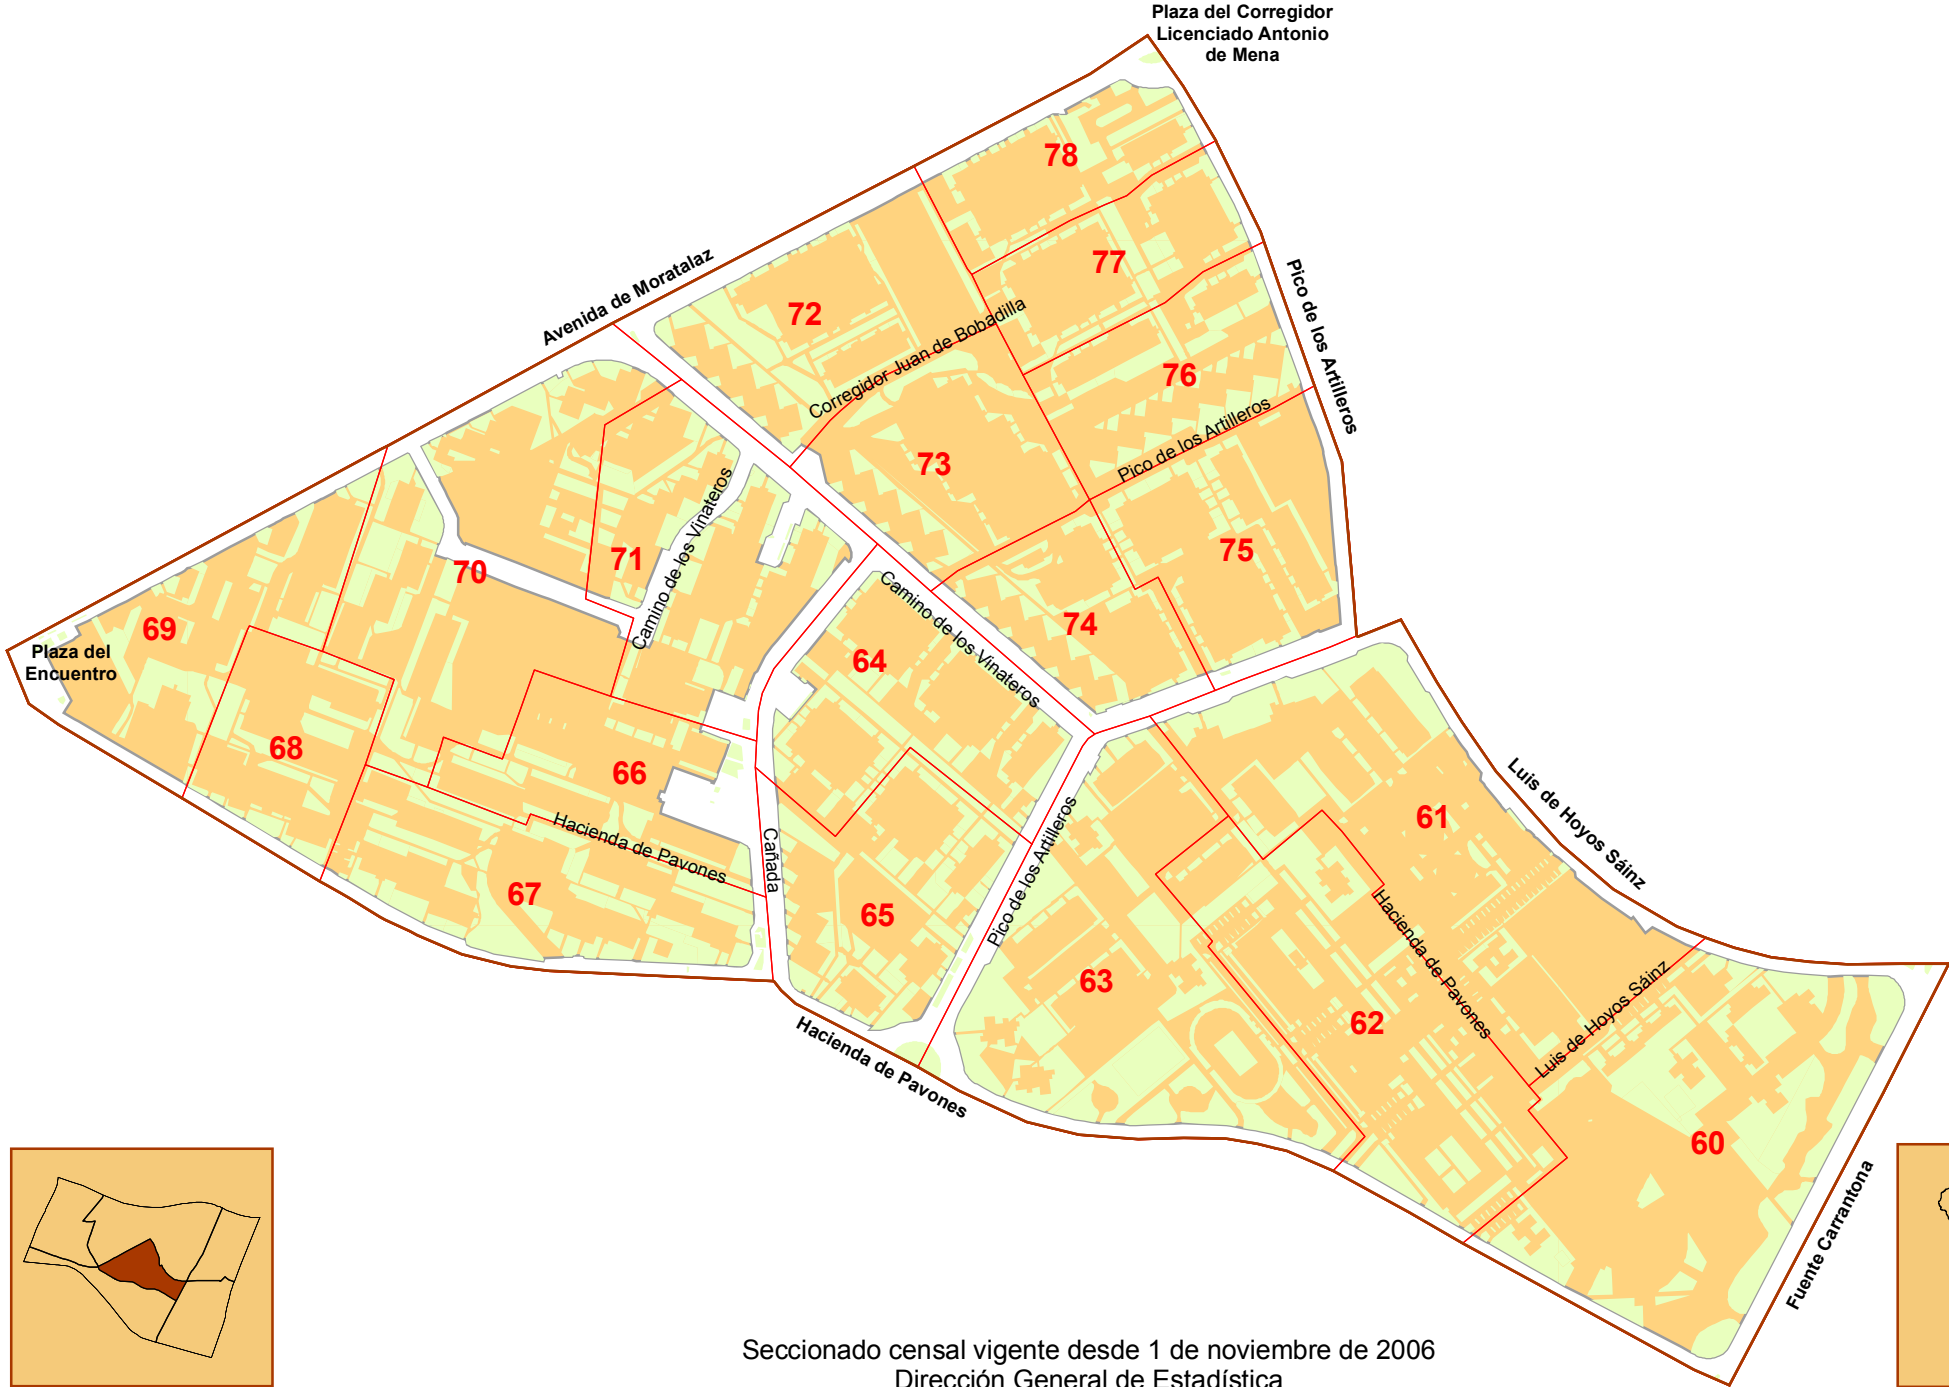 Plaza del Corregidor
Licenciado Antonio
de Mena
78
77
Avenida de Moratalaz
72
Pico de los Artilleros
Corregidor Juan de Bobadilla
76
Pico de los Artilleros
73
Camino de los Vinateros
71
70
75
Camino de los Vinateros
69
74
Plaza del
Encuentro
64
68
66
Luis de Hoyos Sáinz
61
Hacienda de Pavones
Cañada
Pico de los Artilleros
67
65
Hacienda de Pavones
63
62
Luis de Hoyos Sáinz
Hacienda de Pavones
60
Fuente Carrantona
Seccionado censal vigente desde 1 de noviembre de 2006
Dirección General de Estadística